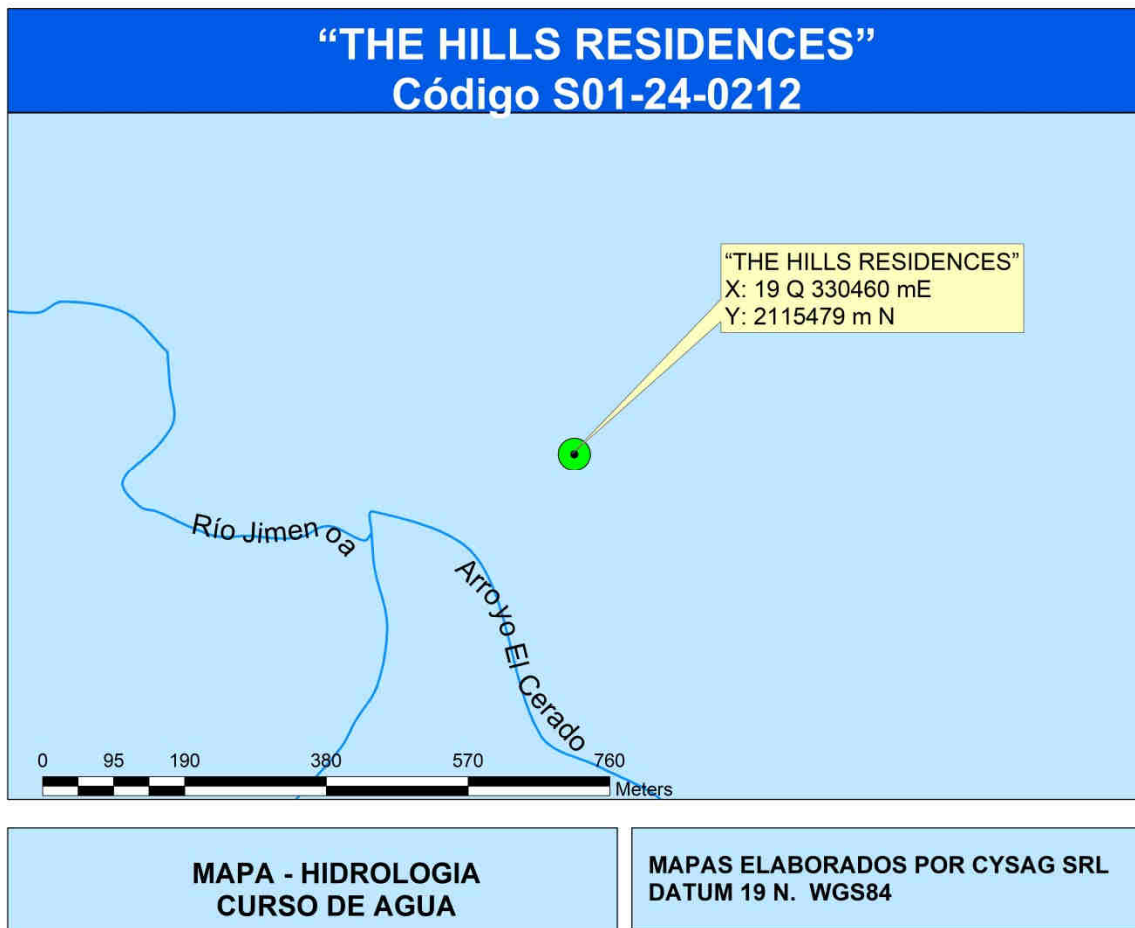 “THE HILLS RESIDENCES”
Código S01-24-0212
“THE HILLS RESIDENCES”
X: 19 Q 330460 mE
Y: 2115479 m N
Río Jimen oa
Arro yo El Cerado
0 95 190 380 570 760
Meters
MAPA - HIDROLOGIA
CURSO DE AGUA
MAPAS ELABORADOS POR CYSAG SRL
DATUM 19 N. WGS84